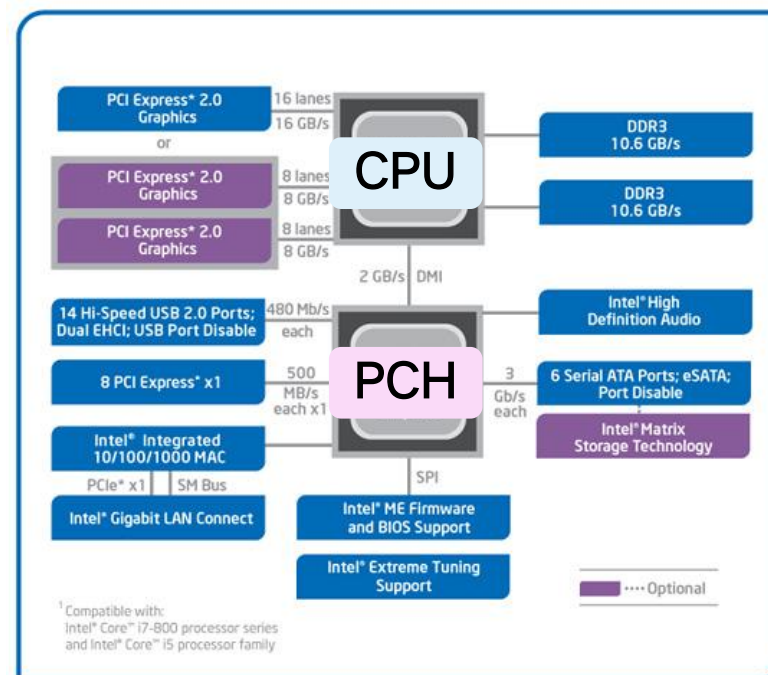 PCI Express* 2.0
Graphics
16 lanes
16 GB/s
or
PCI Express* 2.0
Graphics
8 lanes
8 GB/s
PCI Express* 2.0
Graphics
8 lanes
8 GB/s
CPU
DDR3
10.6 GB/s
DDR3
10.6 GB/s
2 GB/s DMI
14 Hi-Speed USB 2.0 Ports;
Dual EHCI; USB Port Disable
480 Mb/s
each
8 PCI Express* x1
500
MB/s
each x1
PCH
Intel® High
Definition Audio
3
Gb/s
each
6 Serial ATA Ports; eSATA;
Port Disable
Intel® Matrix
Storage Technology
Intel® Integrated
10/100/1000 MAC
PCIe* x1
SM Bus
Intel® Gigabit LAN Connect
SPI
Intel® ME Firmware
and BIOS Support
Intel® Extreme Tuning
Support
Optional
1 Compatible with:
Intel® Core™ i7-800 processor series
and Intel® Core™ i5 processor family